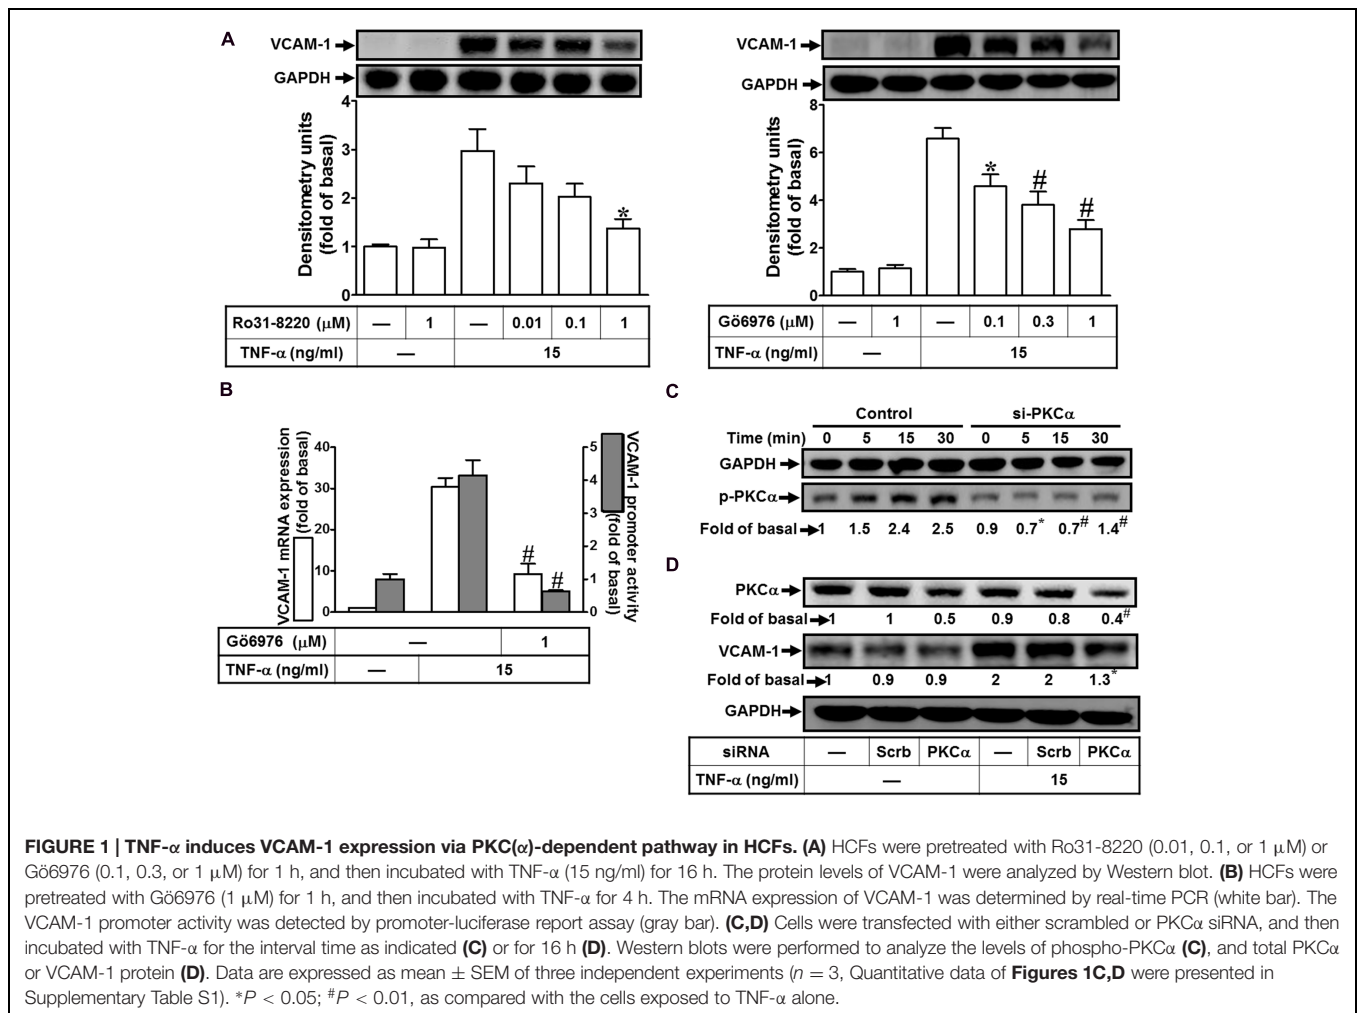 A
VCAM-1
GAPDH
Densitometry units
(fold of basal)
4
3
2
1
0
*
Ro31-8220 (μM) — 1 — 0.01 0.1 1
TNF-α (ng/ml) — 15
VCAM-1
GAPDH
Densitometry units
(fold of basal)
8
6
4
2
0
* # #
Gö6976 (μM) — 1 — 0.1 0.3 1
TNF-α (ng/ml) — 15
B
VCAM-1 mRNA expression
(fold of basal)
40
30
20
10
0
# #
5
4
3
2
1
0
VCAM-1 promoter activity
(fold of basal)
Gö6976 (μM) — 1
TNF-α (ng/ml) — 15
C
Control si-PKCα
Time (min) 0 5 15 30 0 5 15 30
GAPDH
p-PKCα
Fold of basal 1 1.5 2.4 2.5 0.9 0.7* 0.7# 1.4#
D
PKCα
Fold of basal 1 1 0.5 0.9 0.8 0.4#
VCAM-1
Fold of basal 1 0.9 0.9 2 2 1.3*
GAPDH
siRNA — Scrb PKCα — Scrb PKCα
TNF-α (ng/ml) — 15
FIGURE 1 | TNF-α induces VCAM-1 expression via PKC(α)-dependent pathway in HCFs. (A) HCFs were pretreated with Ro31-8220 (0.01, 0.1, or 1 μM) or
Gö6976 (0.1, 0.3, or 1 μM) for 1 h, and then incubated with TNF-α (15 ng/ml) for 16 h. The protein levels of VCAM-1 were analyzed by Western blot. (B) HCFs were
pretreated with Gö6976 (1 μM) for 1 h, and then incubated with TNF-α for 4 h. The mRNA expression of VCAM-1 was determined by real-time PCR (white bar). The
VCAM-1 promoter activity was detected by promoter-luciferase report assay (gray bar). (C,D) Cells were transfected with either scrambled or PKCα siRNA, and then
incubated with TNF-α for the interval time as indicated (C) or for 16 h (D). Western blots were performed to analyze the levels of phospho-PKCα (C), and total PKCα
or VCAM-1 protein (D). Data are expressed as mean ± SEM of three independent experiments (n = 3, Quantitative data of Figures 1C,D were presented in
Supplementary Table S1). *P < 0.05; #P < 0.01, as compared with the cells exposed to TNF-α alone.